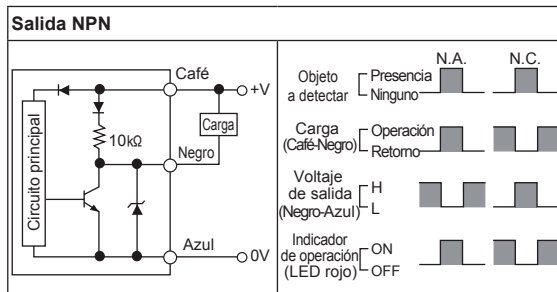 Salida NPN
Circuito principal
10kΩ
Café
Negro
Azul
Carga
+V
0V
N.A.
N.C.
Objeto
a detectar
Presencia
Ninguno
Carga
(Café-Negro)
Operación
Retorno
Voltaje
de salida
(Negro-Azul)
H
L
Indicador
de operación
(LED rojo)
ON
OFF